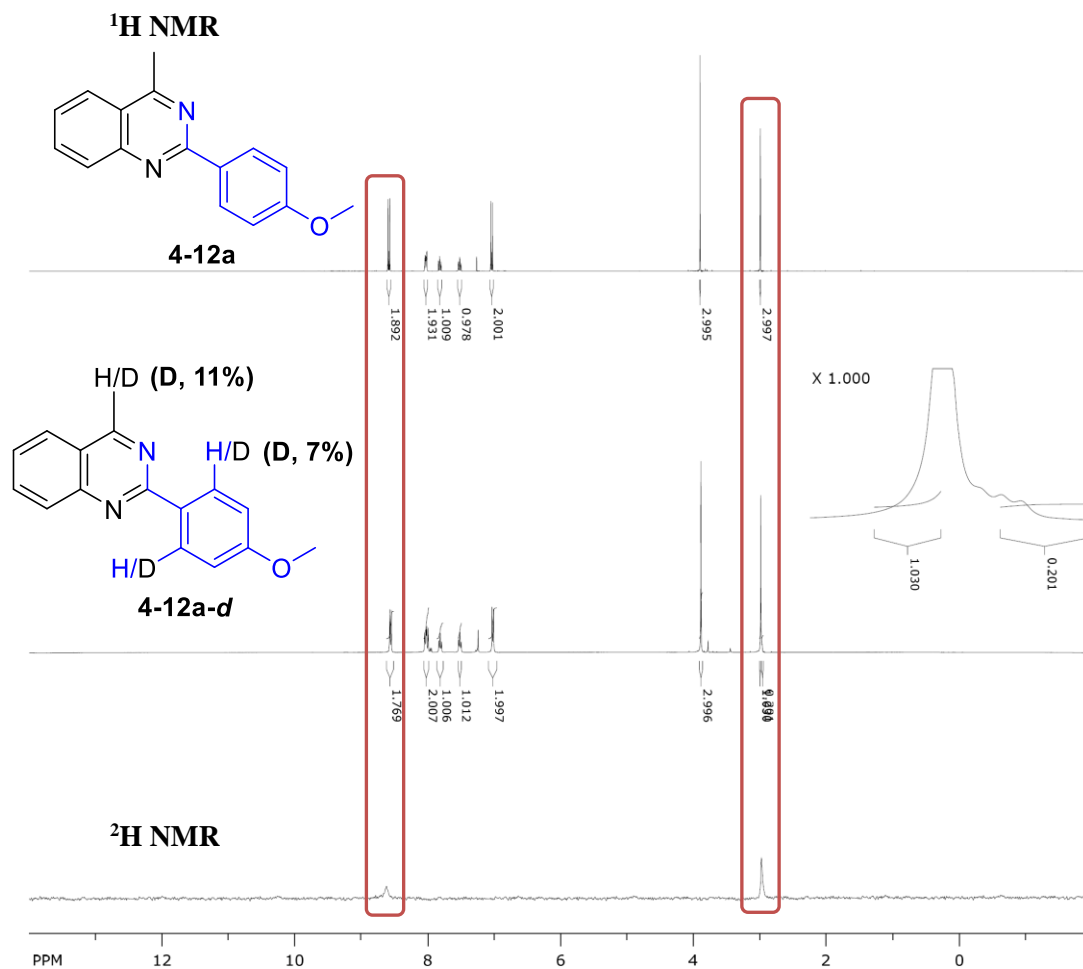 ¹H NMR
N
N
O
4-12a
1.892
1.931
1.009
0.978
2.001
2.995
2.997
H/D (D, 11%)
X 1.000
N
H/D (D, 7%)
N
H/D
O
4-12a-d
1.030
0.201
1.769
2.007
1.006
1.012
1.997
2.996
²H NMR
PPM 12 10 8 6 4 2 0